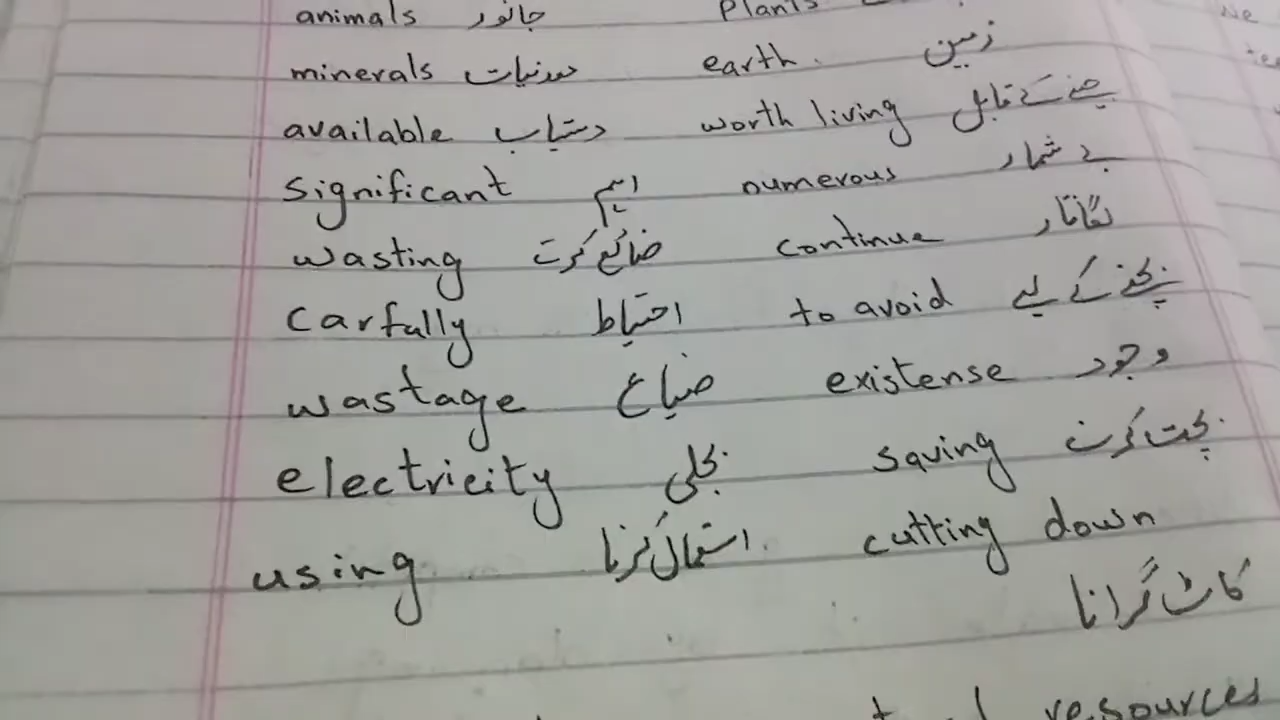 animals جانور Plants
minerals معدنیات earth. زمین
available دستیاب worth living جینے کے قابل
significant اہم numerous بے شمار
wasting ضائع کرنے continue لگاتار
carfully احتیاط to avoid بچنے کے لیے
wastage ضیاع existense وجود
electricity بجلی saving بچت کرنے
using استعمال کرنا cutting down
کاٹ گرانا
resources